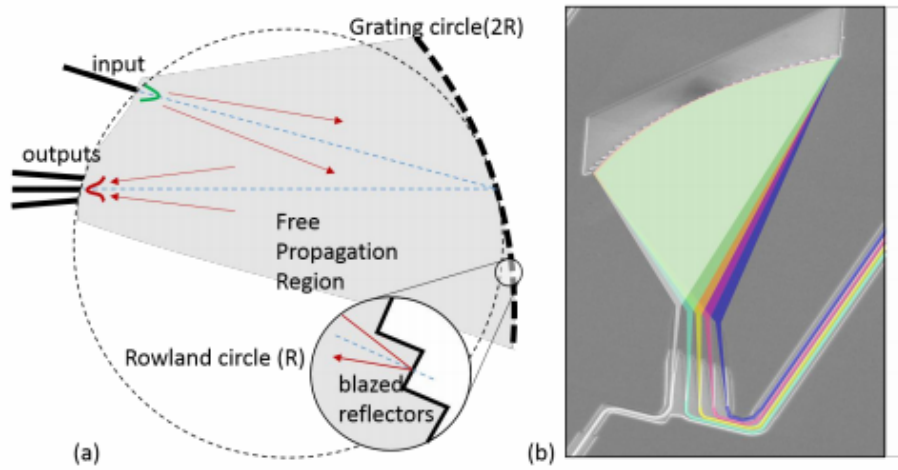 Grating circle(2R)
input
outputs
Free
Propagation
Region
Rowland circle (R)
blazed
reflectors
(a)
(b)